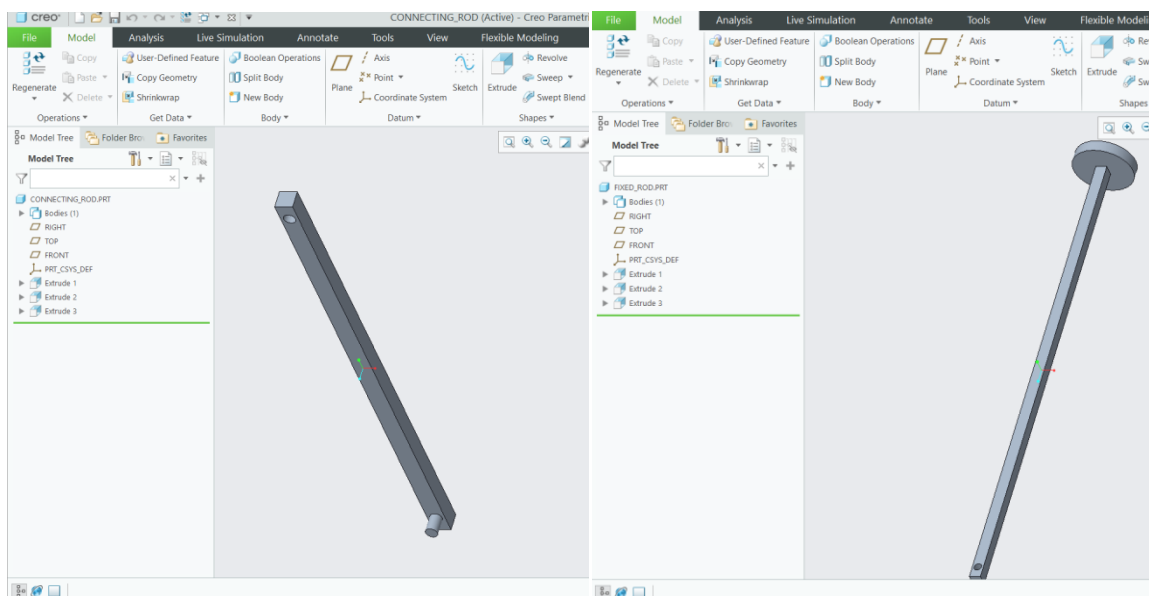 creo CONNECTING_ROD (Active) - Creo Parametri
File Model Analysis Live Simulation Annotate Tools View Flexible Modeling
Regenerate
Copy
Paste
Delete
User-Defined Feature
Copy Geometry
Shrinkwrap
Boolean Operations
Split Body
New Body
Plane
Axis
Point
Coordinate System
Sketch
Extrude
Revolve
Sweep
Swept Blend
Operations Get Data Body Datum Shapes
Model Tree Folder Bro Favorites
Model Tree
CONNECTING_ROD.PRT
Bodies (1)
RIGHT
TOP
FRONT
PRT_CSYS_DEF
Extrude 1
Extrude 2
Extrude 3
File Model Analysis Live Simulation Annotate Tools View Flexible Modeli
Regenerate
Copy
Paste
Delete
User-Defined Feature
Copy Geometry
Shrinkwrap
Boolean Operations
Split Body
New Body
Plane
Axis
Point
Coordinate System
Sketch
Extrude
Re
Sw
Sw
Operations Get Data Body Datum Shapes
Model Tree Folder Bro Favorites
Model Tree
FIXED_ROD.PRT
Bodies (1)
RIGHT
TOP
FRONT
PRT_CSYS_DEF
Extrude 1
Extrude 2
Extrude 3